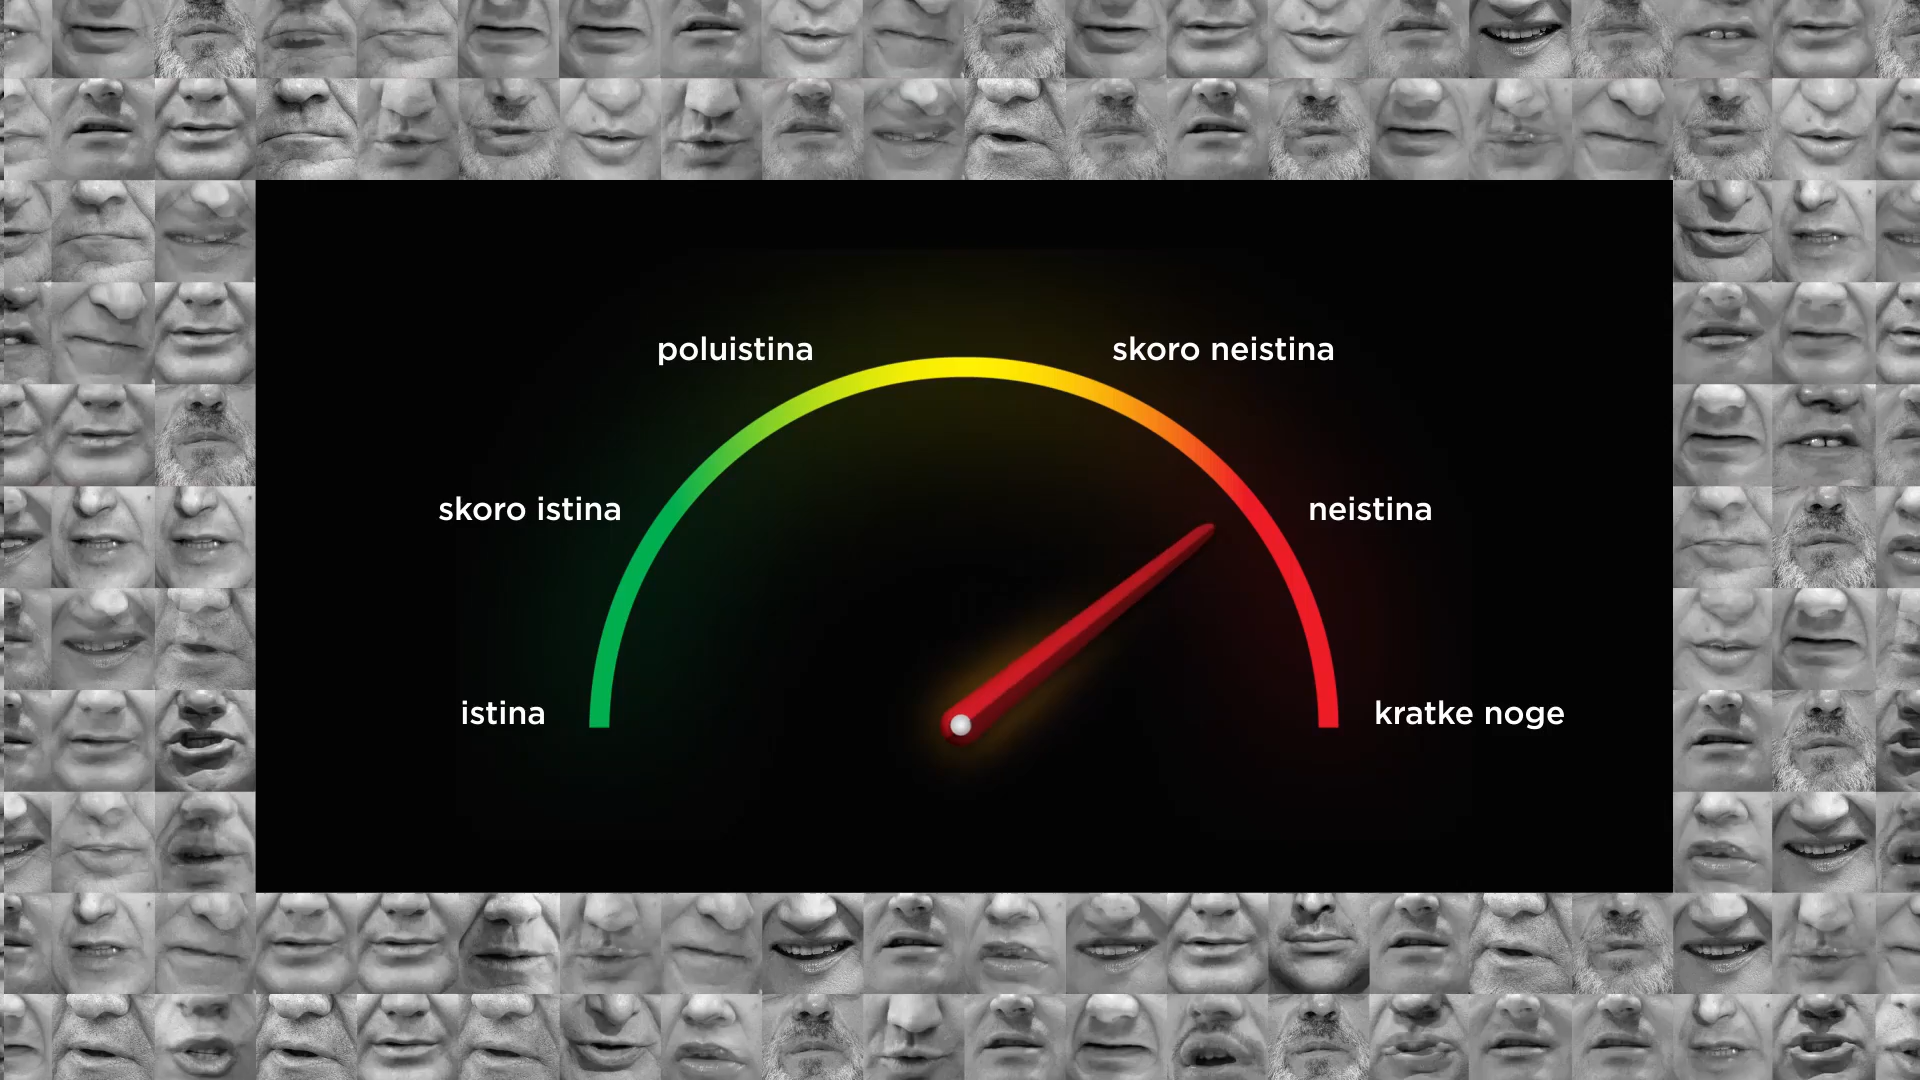 poluistina
skoro neistina
skoro istina
neistina
istina
kratke noge